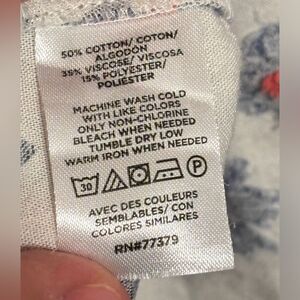 50% COTTON/ COTON/
ALGODÓN
35% VISCOSE/ VISCOSA
15% POLYESTER/
POLIÉSTER
MACHINE WASH COLD
WITH LIKE COLORS
ONLY NON-CHLORINE
BLEACH WHEN NEEDED
TUMBLE DRY LOW
WARM IRON WHEN NEEDED
30 P
AVEC DES COULEURS
SEMBLABLES/ CON
COLORES SIMILARES
RN#77379